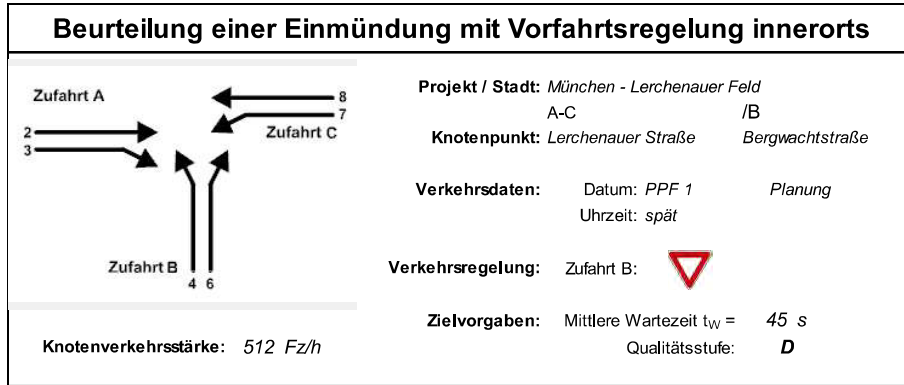 Beurteilung einer Einmündung mit Vorfahrtsregelung innerorts
Zufahrt A
8
7
Zufahrt C
2
3
Zufahrt B
4 6
Knotenverkehrsstärke: 512 Fz/h
Projekt / Stadt: München - Lerchenauer Feld
A-C /B
Knotenpunkt: Lerchenauer Straße Bergwachtstraße
Verkehrsdaten: Datum: PPF 1 Planung
Uhrzeit: spät
Verkehrsregelung: Zufahrt B:
Zielvorgaben: Mittlere Wartezeit tW = 45 s
Qualitätsstufe: D